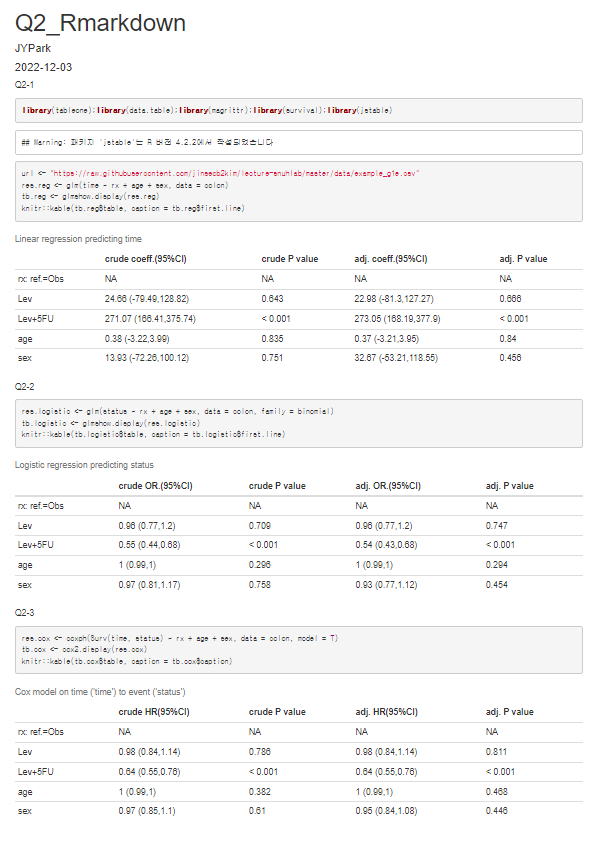 Q2_Rmarkdown
JYPark
2022-12-03
Q2-1
library(tableone);library(data.table);library(magrittr);library(survival);library(jstable)
## Warning: 패키지 'jstable'는 R 버전 4.2.2에서 작성되었습니다
url <- "https://raw.githubusercontent.com/jinseob2kim/lecture-snuhlab/master/data/example_g1e.csv"
res.reg <- glm(time ~ rx + age + sex, data = colon)
tb.reg <- glmshow.display(res.reg)
knitr::kable(tb.reg$table, caption = tb.reg$first.line)
Linear regression predicting time
crude coeff.(95%CI) crude P value adj. coeff.(95%CI) adj. P value
rx: ref.=Obs NA NA NA NA
Lev 24.66 (-79.49,128.82) 0.643 22.98 (-81.3,127.27) 0.666
Lev+5FU 271.07 (166.41,375.74) < 0.001 273.05 (168.19,377.9) < 0.001
age 0.38 (-3.22,3.99) 0.835 0.37 (-3.21,3.95) 0.84
sex 13.93 (-72.26,100.12) 0.751 32.67 (-53.21,118.55) 0.456
Q2-2
res.logistic <- glm(status ~ rx + age + sex, data = colon, family = binomial)
tb.logistic <- glmshow.display(res.logistic)
knitr::kable(tb.logistic$table, caption = tb.logistic$first.line)
Logistic regression predicting status
crude OR.(95%CI) crude P value adj. OR.(95%CI) adj. P value
rx: ref.=Obs NA NA NA NA
Lev 0.96 (0.77,1.2) 0.709 0.96 (0.77,1.2) 0.747
Lev+5FU 0.55 (0.44,0.68) < 0.001 0.54 (0.43,0.68) < 0.001
age 1 (0.99,1) 0.296 1 (0.99,1) 0.294
sex 0.97 (0.81,1.17) 0.758 0.93 (0.77,1.12) 0.454
Q2-3
res.cox <- coxph(Surv(time, status) ~ rx + age + sex, data = colon, model = T)
tb.cox <- cox2.display(res.cox)
knitr::kable(tb.cox$table, caption = tb.cox$caption)
Cox model on time ('time') to event ('status')
crude HR(95%CI) crude P value adj. HR(95%CI) adj. P value
rx: ref.=Obs NA NA NA NA
Lev 0.98 (0.84,1.14) 0.786 0.98 (0.84,1.14) 0.811
Lev+5FU 0.64 (0.55,0.76) < 0.001 0.64 (0.55,0.76) < 0.001
age 1 (0.99,1) 0.382 1 (0.99,1) 0.468
sex 0.97 (0.85,1.1) 0.61 0.95 (0.84,1.08) 0.446